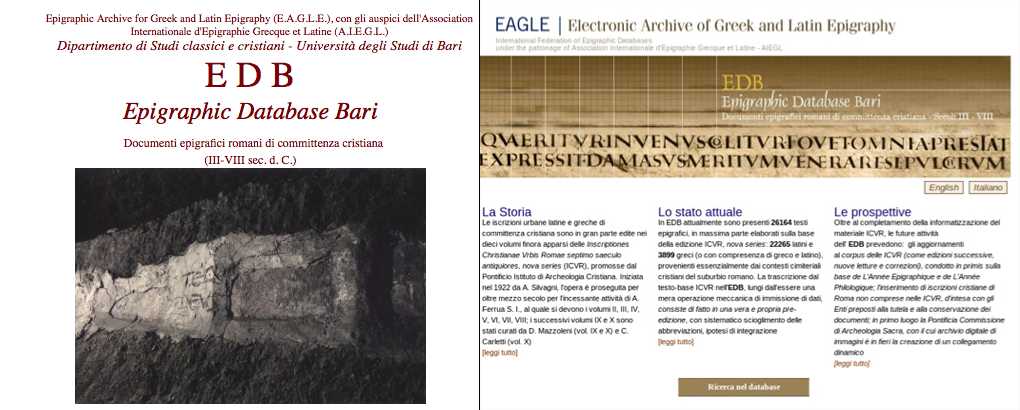 Epigraphic Archive for Greek and Latin Epigraphy (E.A.G.L.E.), con gli auspici dell'Association
Internationale d'Epigraphie Grecque et Latine (A.I.E.G.L.)
Dipartimento di Studi classici e cristiani - Università degli Studi di Bari
E D B
Epigraphic Database Bari
Documenti epigrafici romani di committenza cristiana
(III-VIII sec. d. C.)
EAGLE | Electronic Archive of Greek and Latin Epigraphy
International Federation of Epigraphic Databases
under the patronage of Association Internationale d'Épigraphie Grecque et Latine - AIEGL
EDB
Epigraphic Database Bari
Documenti epigrafici romani di committenza cristiana - Secoli III - VIII
QVAERITVRINVENVSQLITVRFOVETOMNIAPRESTAT
EXPRESSITDAMASVSMERITVMVENERARESEPVLCRVM
English
Italiano
La Storia
Le iscrizioni urbane latine e greche di
committenza cristiana sono in gran parte edite nei
dieci volumi finora apparsi delle Inscriptiones
Christianae Vrbis Romae septimo saeculo
antiquiores, nova series (ICVR), promosse dal
Pontificio Istituto di Archeologia Cristiana. Iniziata
nel 1922 da A. Silvagni, l'opera è proseguita per
oltre mezzo secolo per l'incessante attività di A.
Ferrua S. I., al quale si devono i volumi II, III, IV,
V, VI, VII, VIII; i successivi volumi IX e X sono
stati curati da D. Mazzoleni (vol. IX e X) e C.
Carletti (vol. X)
[leggi tutto]
Lo stato attuale
In EDB attualmente sono presenti 26164 testi
epigrafici, in massima parte elaborati sulla base
della edizione ICVR, nova series: 22265 latini e
3899 greci (o con compresenza di greco e latino),
provenienti essenzialmente dai contesti cimiteriali
cristiani del suburbio romano. La trascrizione dal
testo-base ICVR nell'EDB, lungi dall'essere una
mera operazione meccanica di immissione di dati,
consiste di fatto in una vera e propria pre-
edizione, con sistematico scioglimento delle
abbreviazioni, ipotesi di integrazione
[leggi tutto]
Le prospettive
Oltre al completamento della informatizzazione del
materiale ICVR, le future attività
dell' EDB prevedono: gli aggiornamenti
al corpus delle ICVR (come edizioni successive,
nuove letture e correzioni), condotto in primis sulla
base de L'Année Epigraphique e de L'Année
Philologique; l'inserimento di iscrizioni cristiane di
Roma non comprese nelle ICVR, d'intesa con gli
Enti preposti alla tutela e alla conservazione dei
documenti; in primo luogo la Pontificia Commissione
di Archeologia Sacra, con il cui archivio digitale di
immagini è in fieri la creazione di un collegamento
dinamico
[leggi tutto]
Ricerca nel database